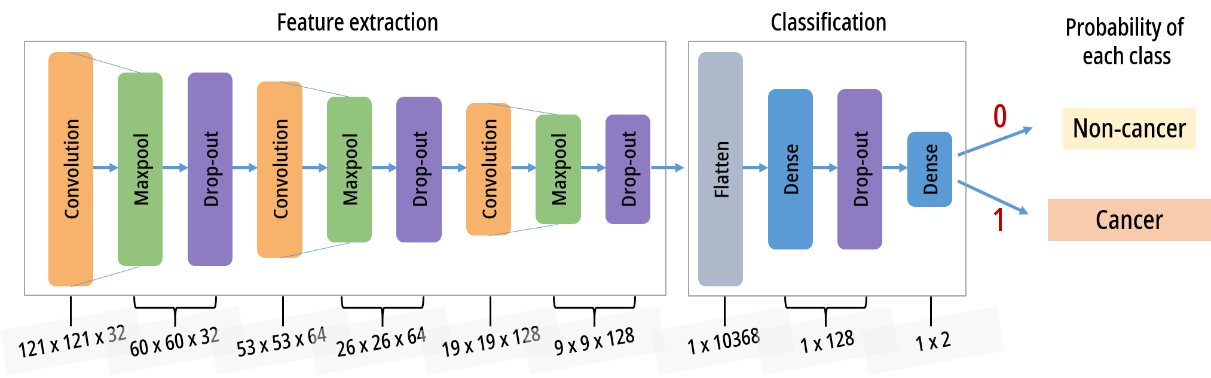 Feature extraction
Classification
Probability of
each class
Convolution
Maxpool
Drop-out
Convolution
Maxpool
Drop-out
Convolution
Maxpool
Drop-out
Flatten
Dense
Drop-out
Dense
0
Non-cancer
1
Cancer
121 x 121 x 32
60 x 60 x 32
53 x 53 x 64
26 x 26 x 64
19 x 19 x 128
9 x 9 x 128
1 x 10368
1 x 128
1 x 2